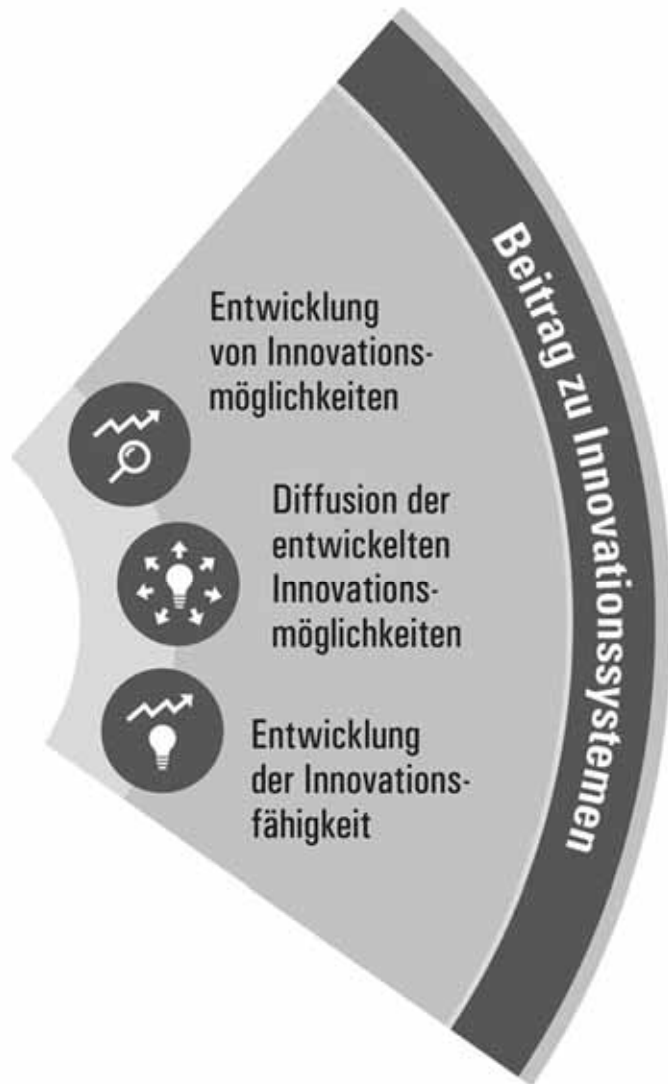 Entwicklung
von Innovations-
möglichkeiten
Diffusion der
entwickelten
Innovations-
möglichkeiten
Entwicklung
der Innovations-
fähigkeit
Beitrag zu Innovationssystemen